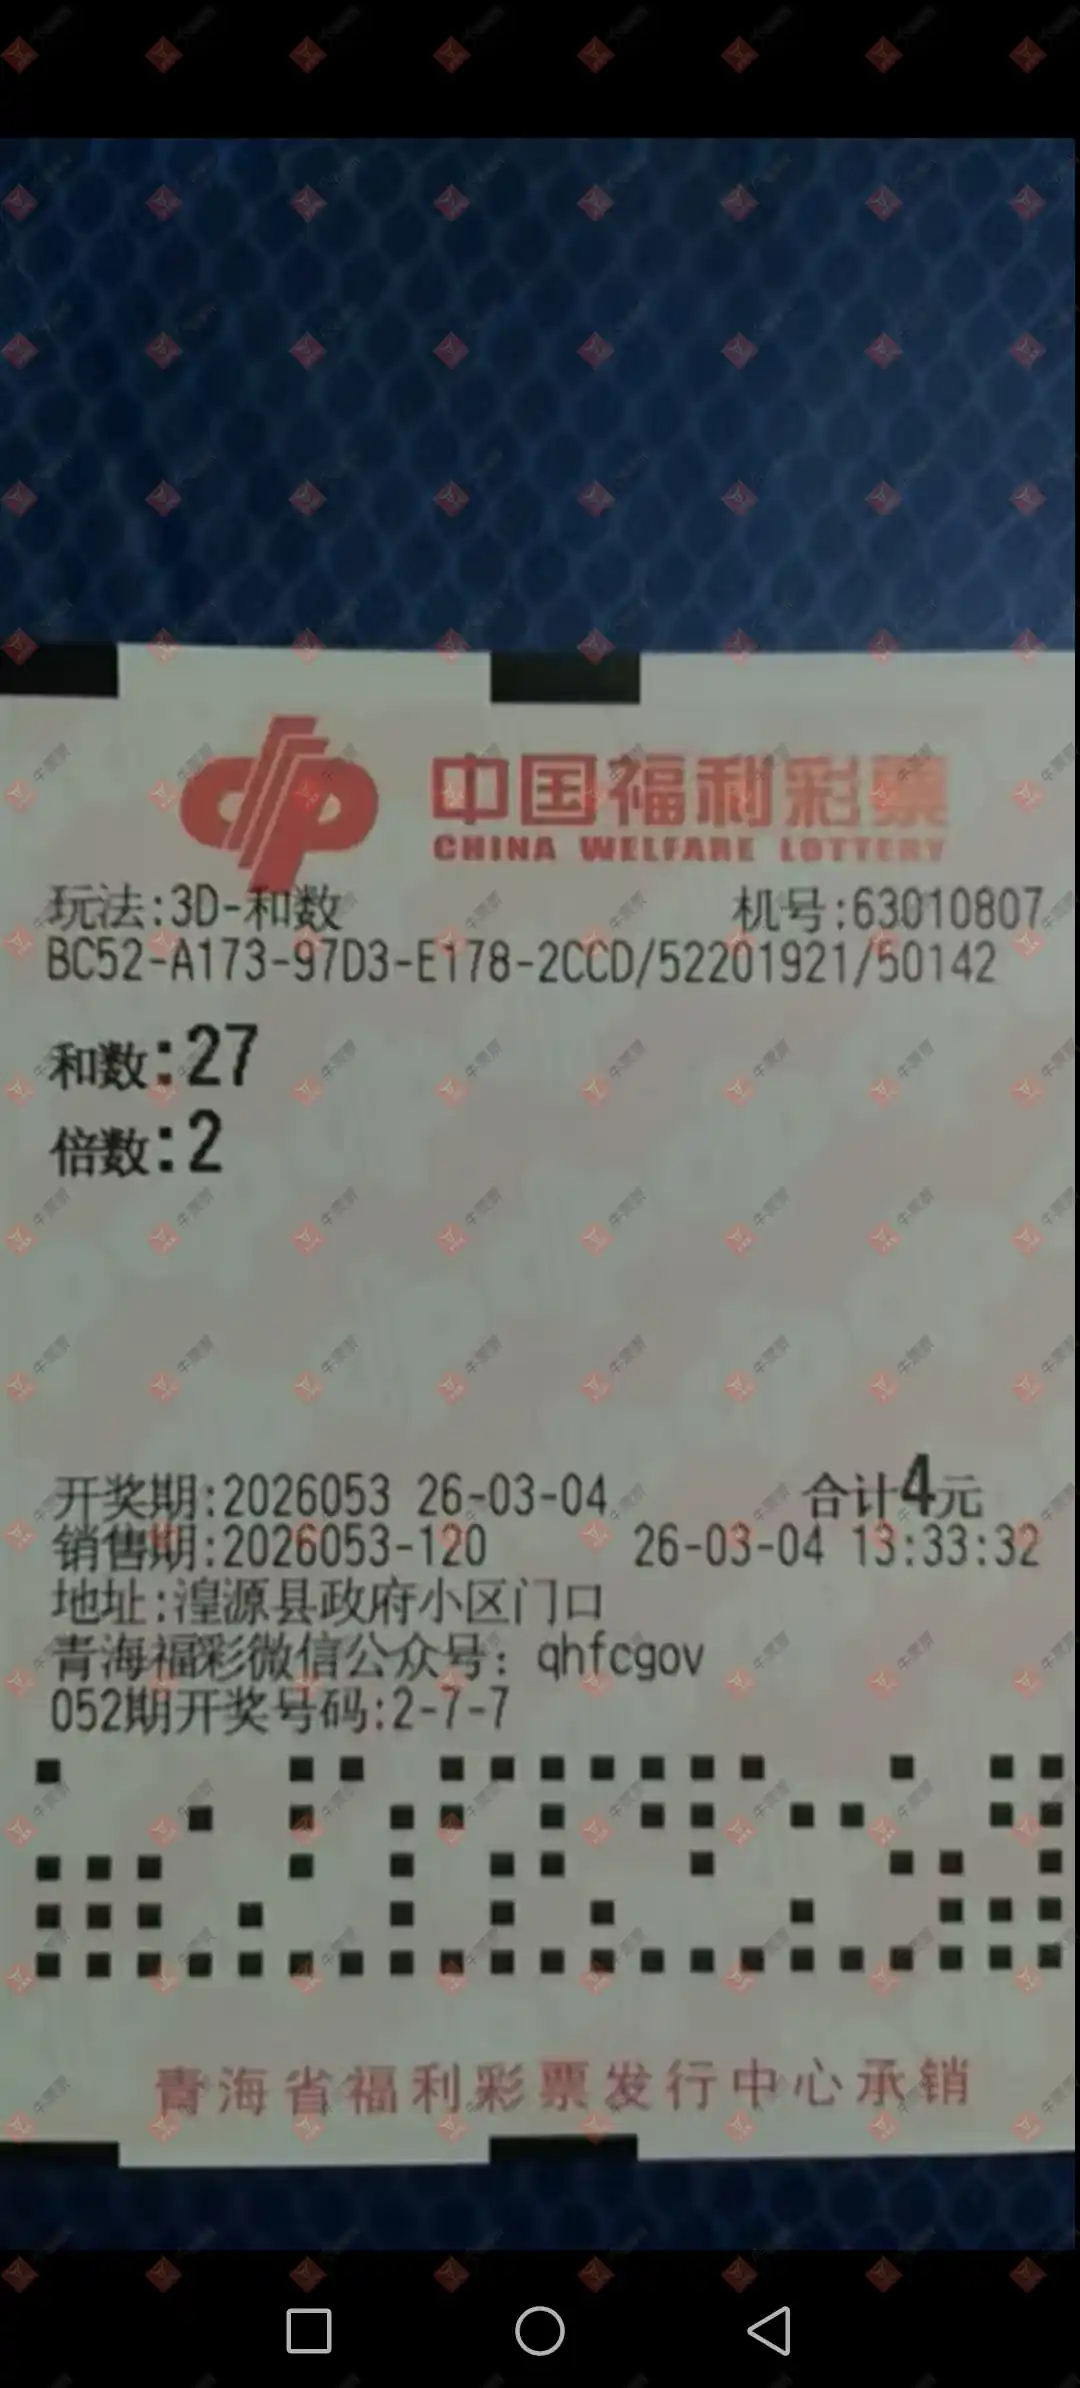 中国福利彩票
CHINA WELFARE LOTTERY
玩法:3D-和数 机号:63010807
BC52-A173-97D3-E178-2CCD/52201921/50142
和数:27
倍数:2
开奖期:2026053 26-03-04 合计4元
销售期:2026053-120 26-03-04 13:33:32
地址:湟源县政府小区门口
青海福彩微信公众号: qhfcgov
052期开奖号码:2-7-7
青海省福利彩票发行中心承销